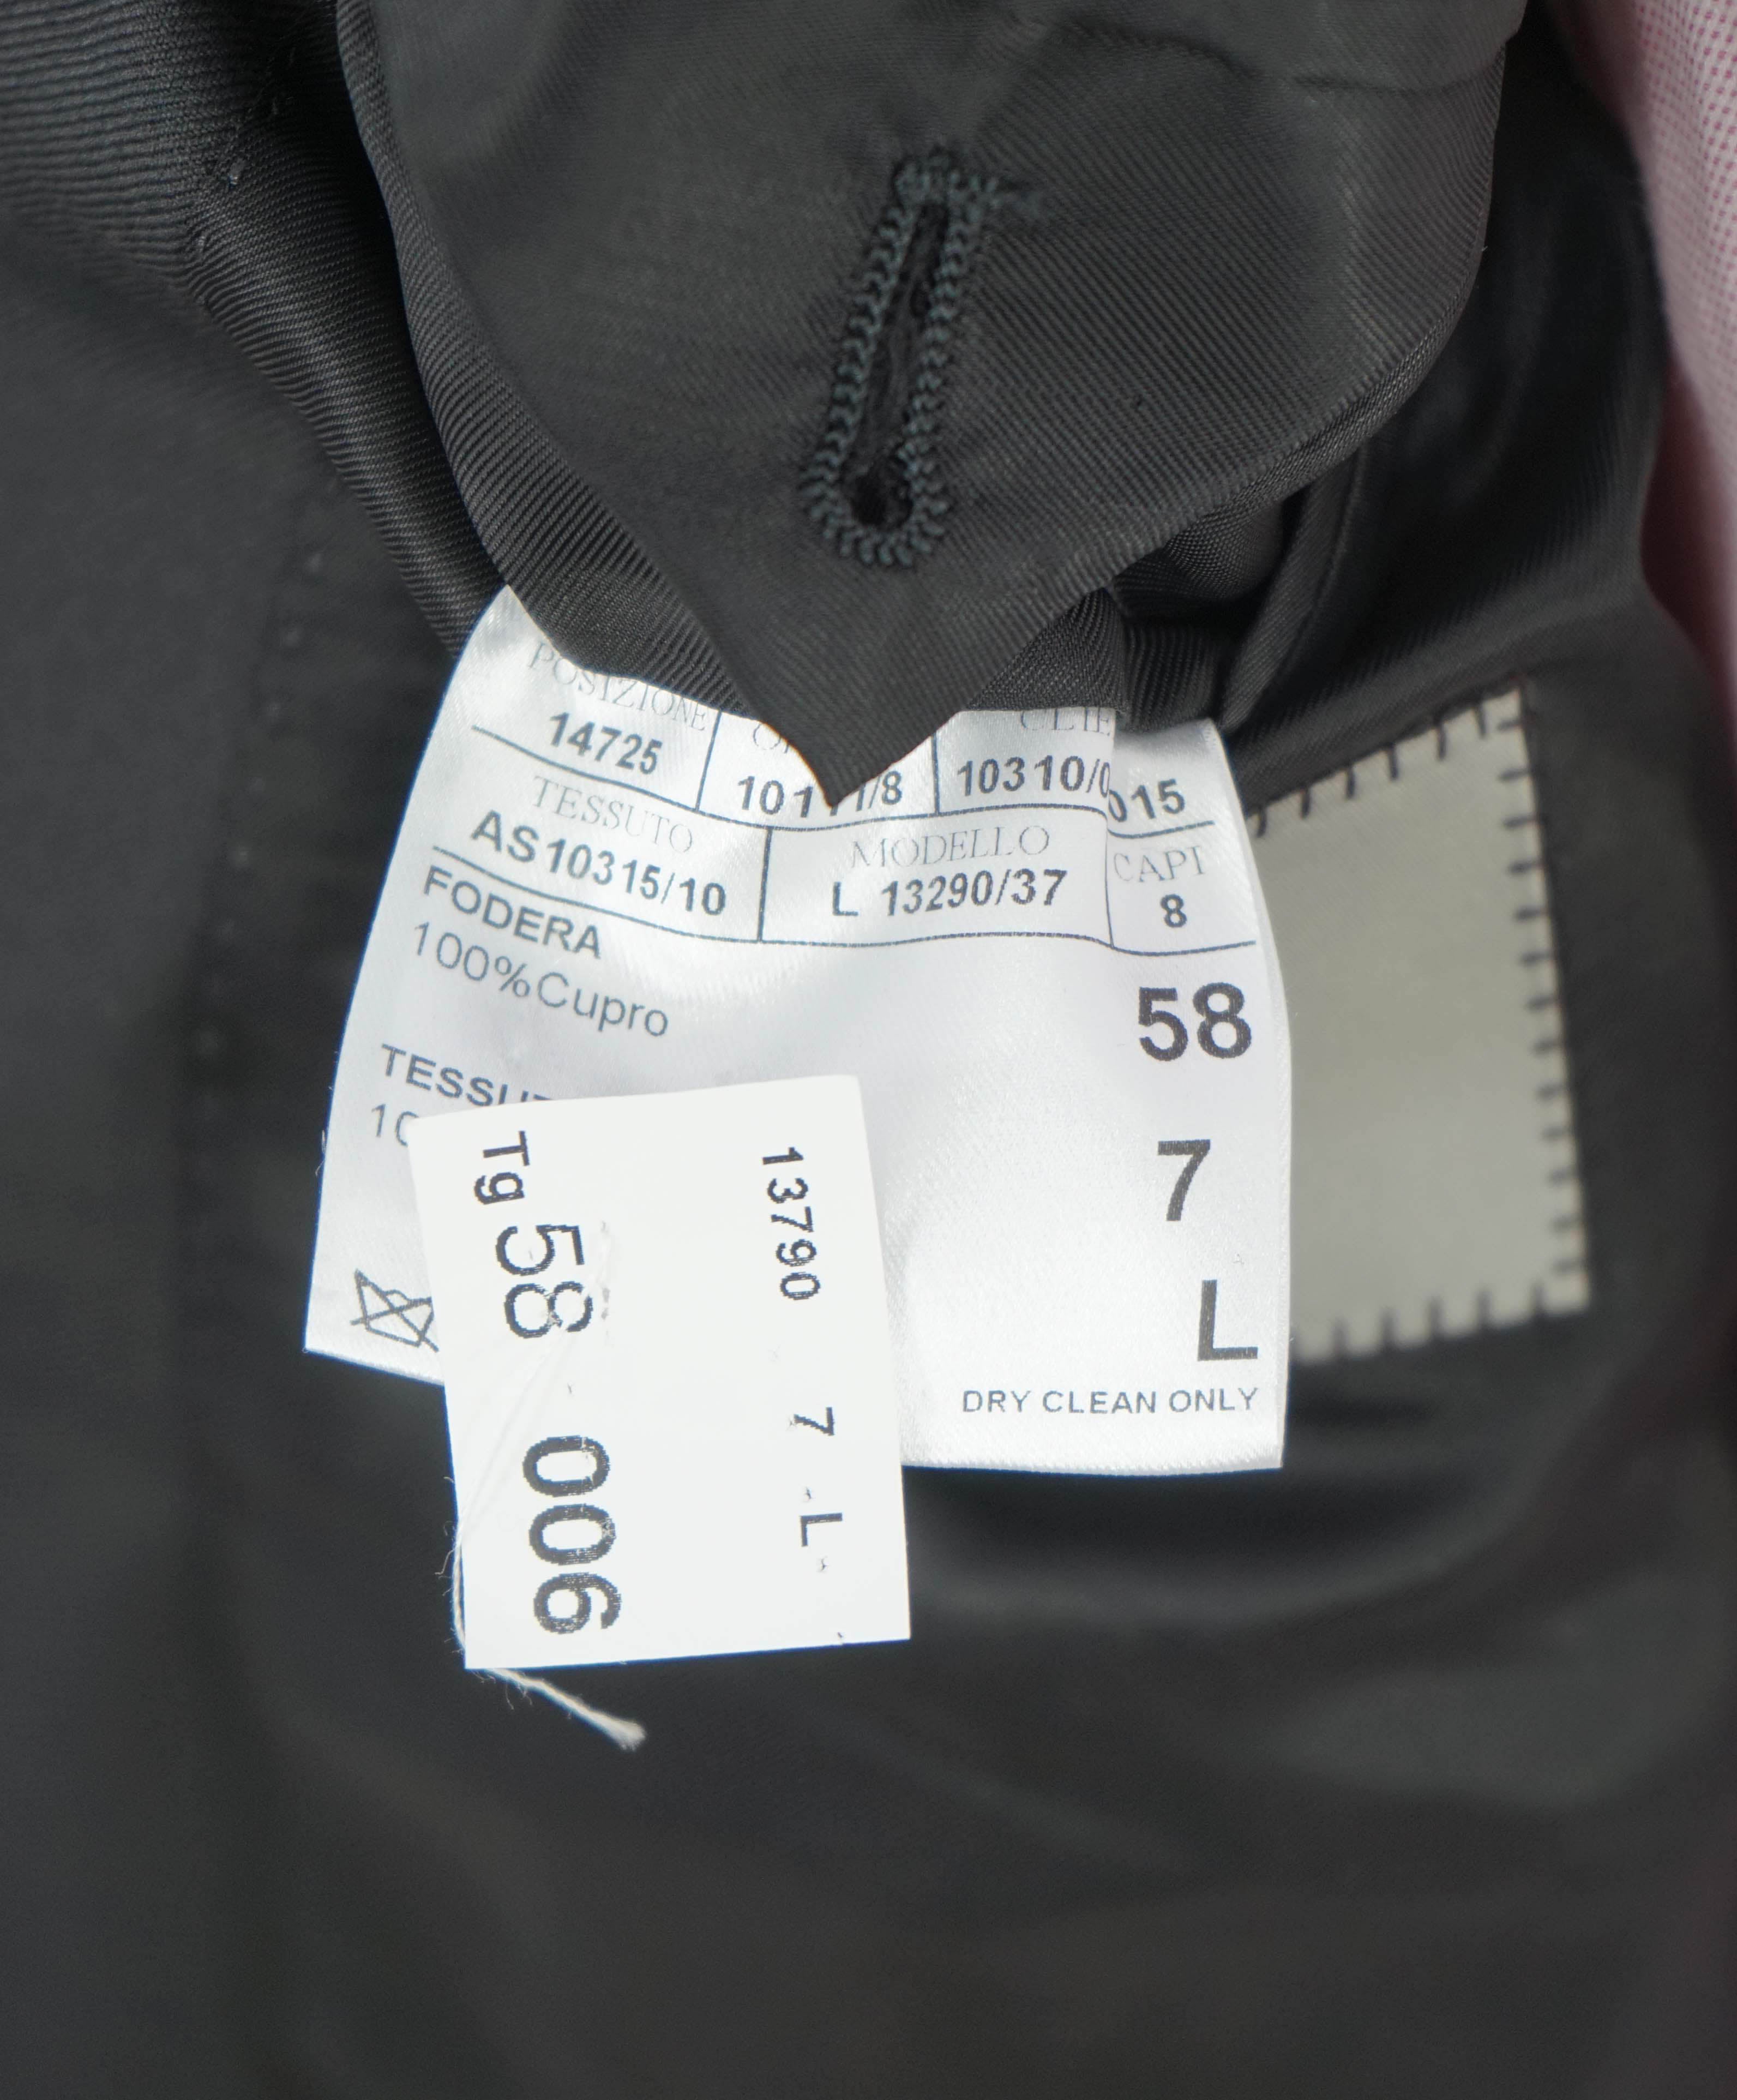 POSIZIONE
14725
10310/0
015
TESSUTO
MODELLO
CAPI
AS10315/10
L 13290/37
8
FODERA
100%Cupro
58
7
L
DRY CLEAN ONLY
13790 7 L
Tg 58 006